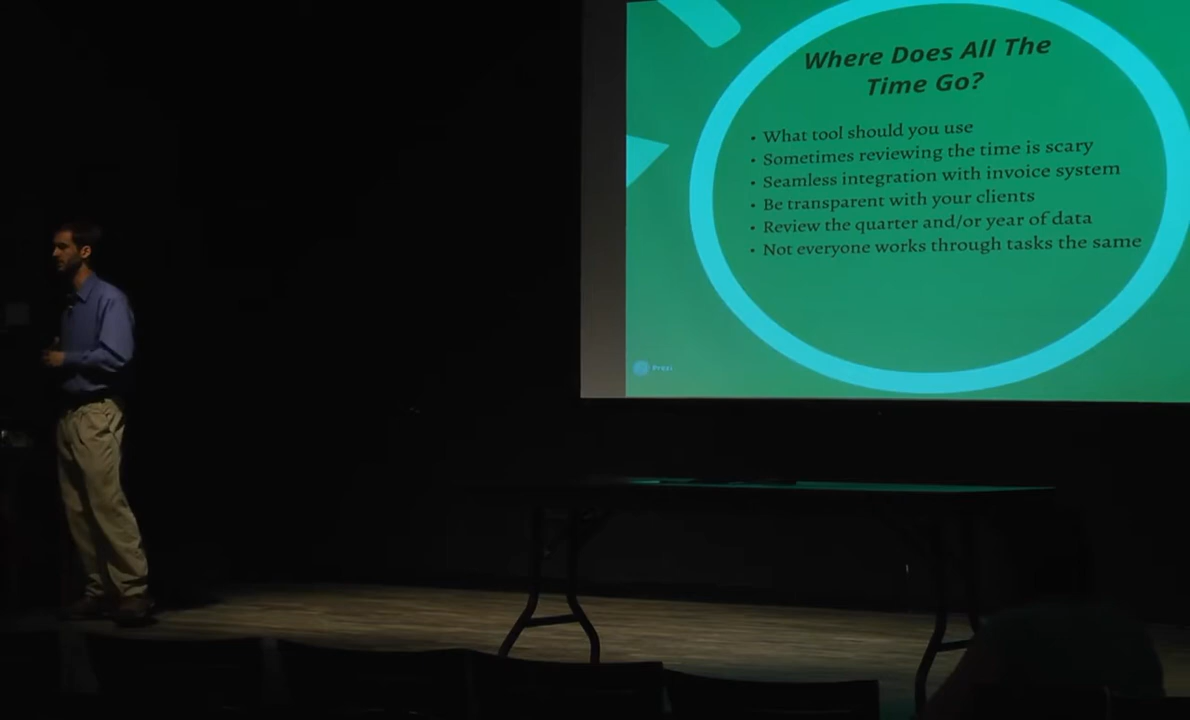 Where Does All The
Time Go?
• What tool should you use
• Sometimes reviewing the time is scary
• Seamless integration with invoice system
• Be transparent with your clients
• Review the quarter and/or year of data
• Not everyone works through tasks the same
Prezi